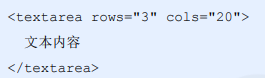 <textarea rows="3" cols="20">
文本内容
</textarea>